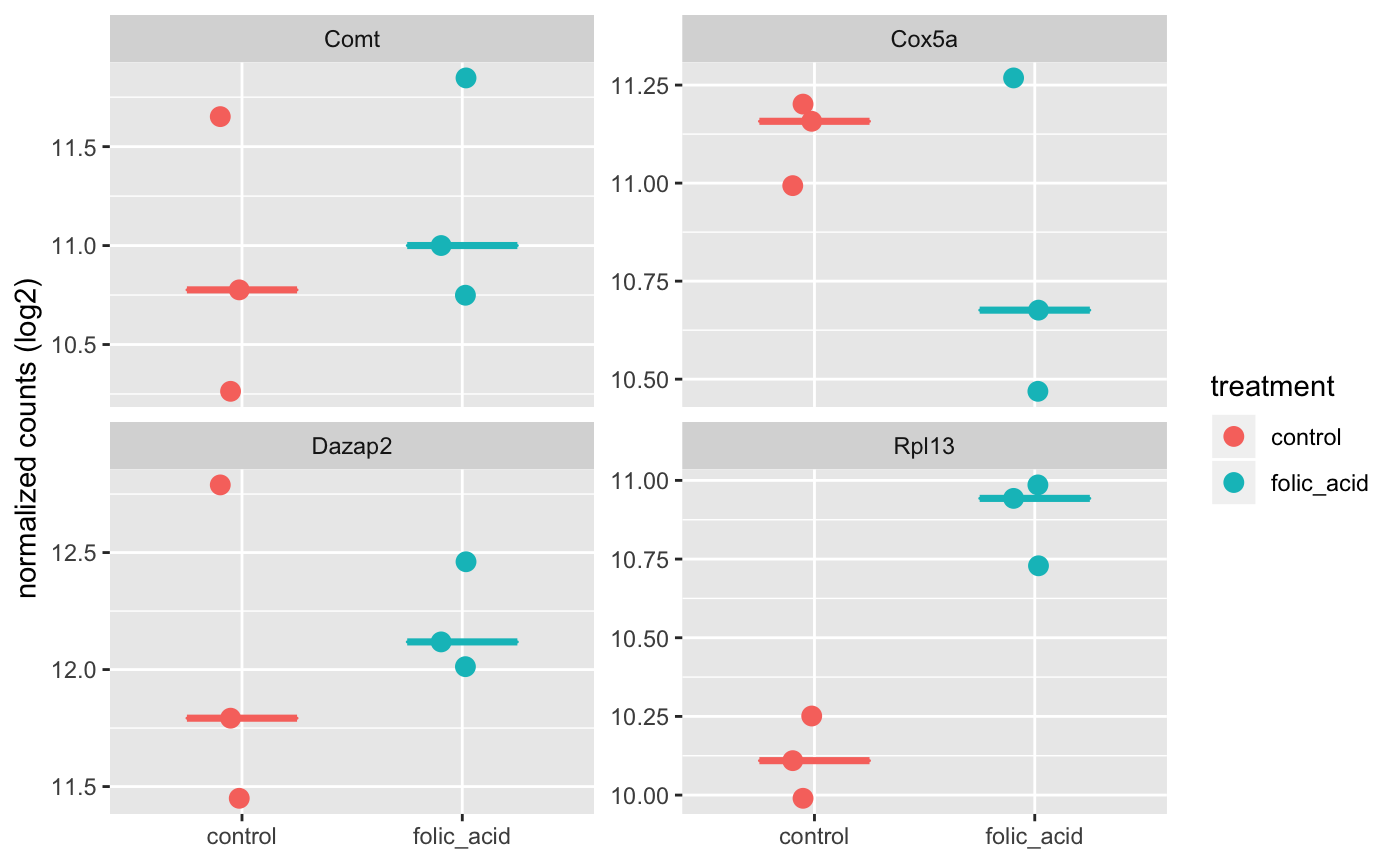 normalized counts (log2)
Comt
11.5
11.0
10.5
Cox5a
11.25
11.00
10.75
10.50
Dazap2
12.5
12.0
11.5
control
folic_acid
Rpl13
11.00
10.75
10.50
10.25
10.00
control
folic_acid
treatment
control
folic_acid